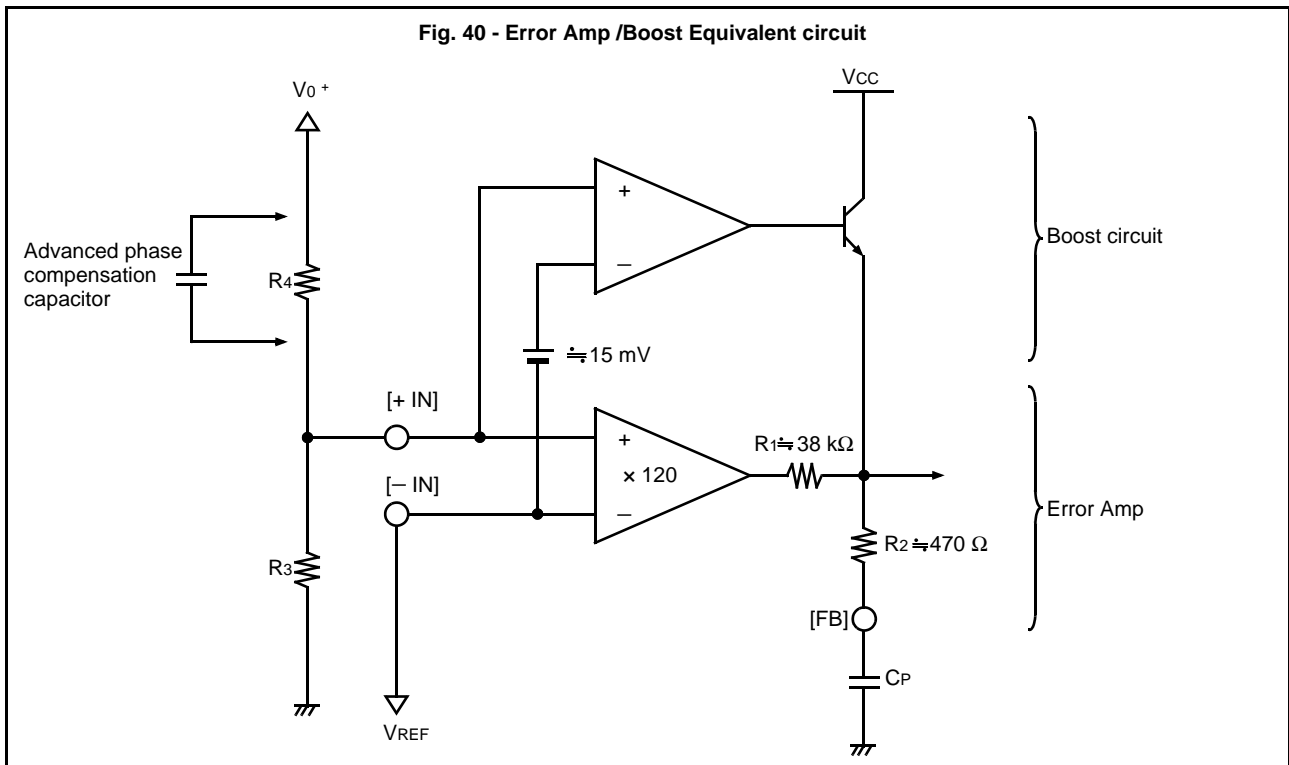 Fig. 40 - Error Amp /Boost Equivalent circuit
V0 +
VCC
+
–
Boost circuit
Advanced phase
compensation
capacitor
R4
≒15 mV
[+ IN]
+
× 120
–
R1≒38 kΩ
[– IN]
Error Amp
R2≒470 Ω
R3
[FB]
CP
VREF